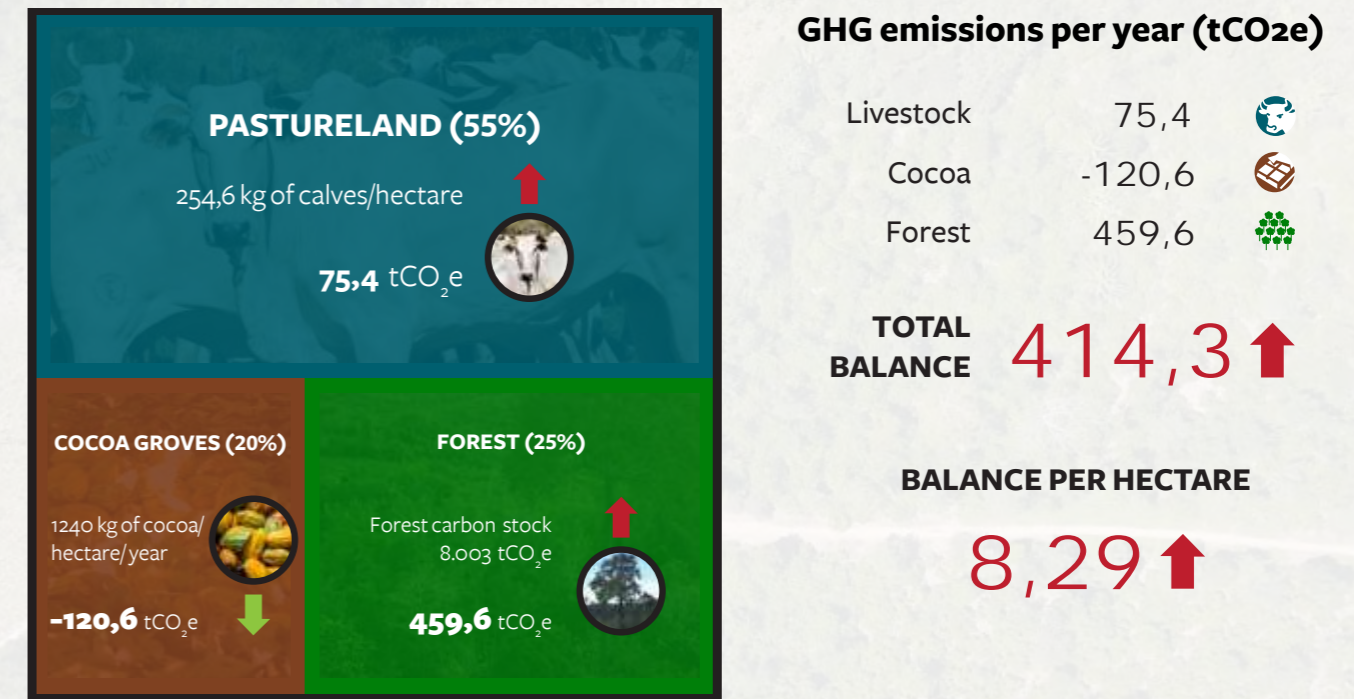 PASTURELAND (55%)
254,6 kg of calves/hectare
75,4 tCO₂e
COCOA GROVES (20%)
1240 kg of cocoa/
hectare/year
-120,6 tCO₂e
FOREST (25%)
Forest carbon stock
8.003 tCO₂e
459,6 tCO₂e
GHG emissions per year (tCO2e)
Livestock 75,4
Cocoa -120,6
Forest 459,6
TOTAL
BALANCE 414,3
BALANCE PER HECTARE
8,29